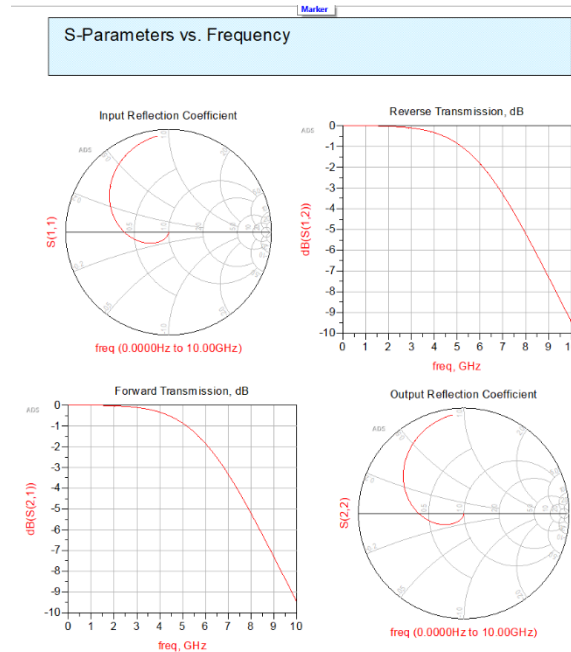 Marker
S-Parameters vs. Frequency
Input Reflection Coefficient
ADS
S(1,1)
freq (0.0000Hz to 10.00GHz)
Reverse Transmission, dB
ADS
dB(S(1,2))
0
-1
-2
-3
-4
-5
-6
-7
-8
-9
-10
0 1 2 3 4 5 6 7 8 9
freq, GHz
Forward Transmission, dB
ADS
dB(S(2,1))
0
-1
-2
-3
-4
-5
-6
-7
-8
-9
-10
0 1 2 3 4 5 6 7 8 9 10
freq, GHz
Output Reflection Coefficient
ADS
S(2,2)
freq (0.0000Hz to 10.00GHz)